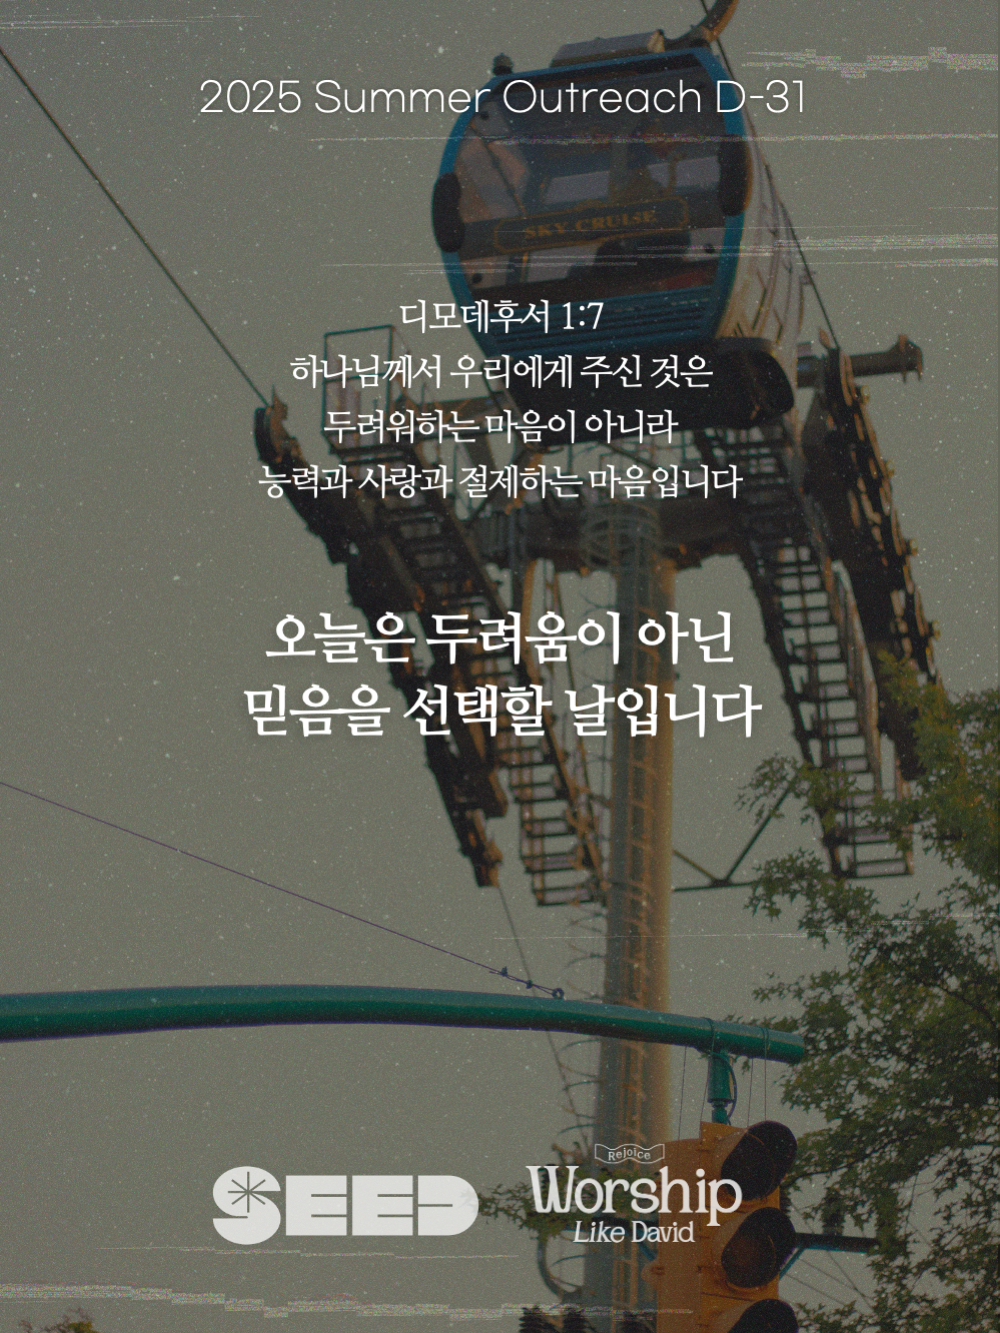 2025 Summer Outreach D-31
SKY CRUISE
디모데후서 1:7
하나님께서 우리에게 주신 것은
두려워하는 마음이 아니라
능력과 사랑과 절제하는 마음입니다
오늘은 두려움이 아닌
믿음을 선택할 날입니다
SEED
Rejoice
Worship
Like David